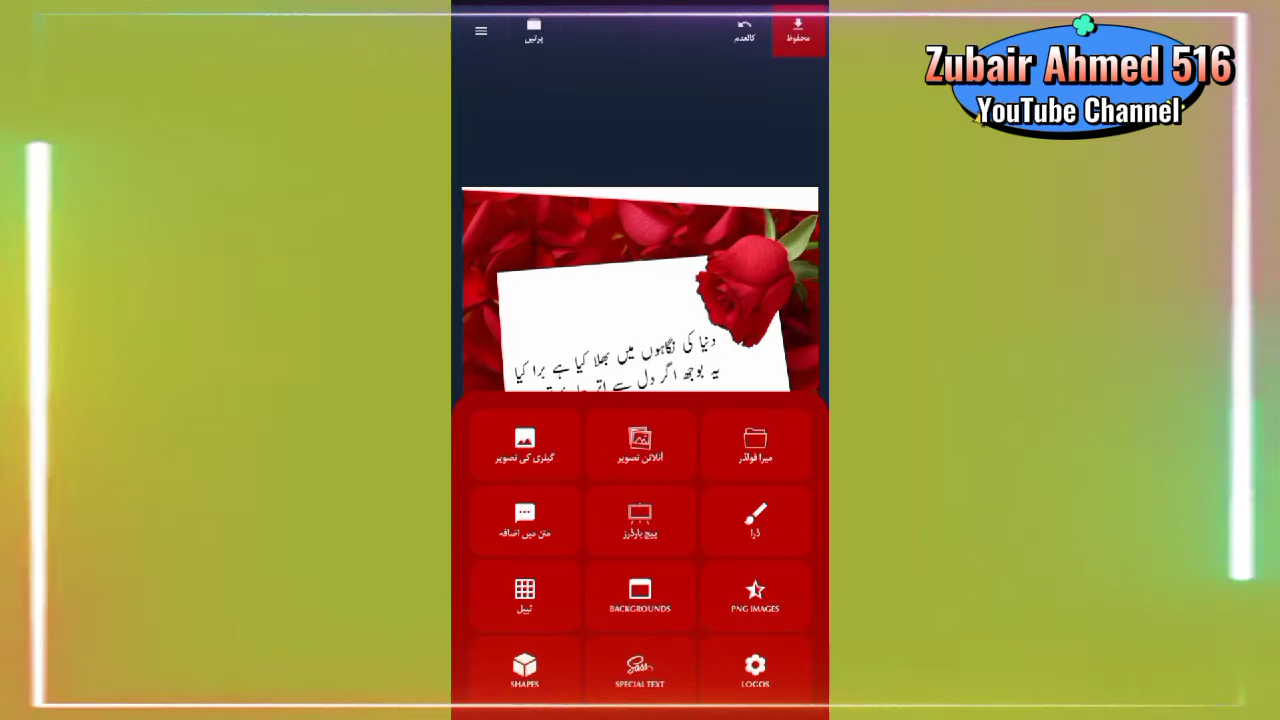 Zubair Ahmed 516
YouTube Channel
پرتیں
کالعدم
محفوظ
دنیا کی نگاہوں میں بھلا کیا ہے برا کیا
یہ بوجھ اگر دل سے اتر
گیلری کی تصویر
آنلائن تصویر
میرا فولڈر
متن میں اضافہ
پیج بارڈرز
ڈرا
ٹیبل
BACKGROUNDS
PNG IMAGES
SHAPES
SPECIAL TEXT
LOGOS